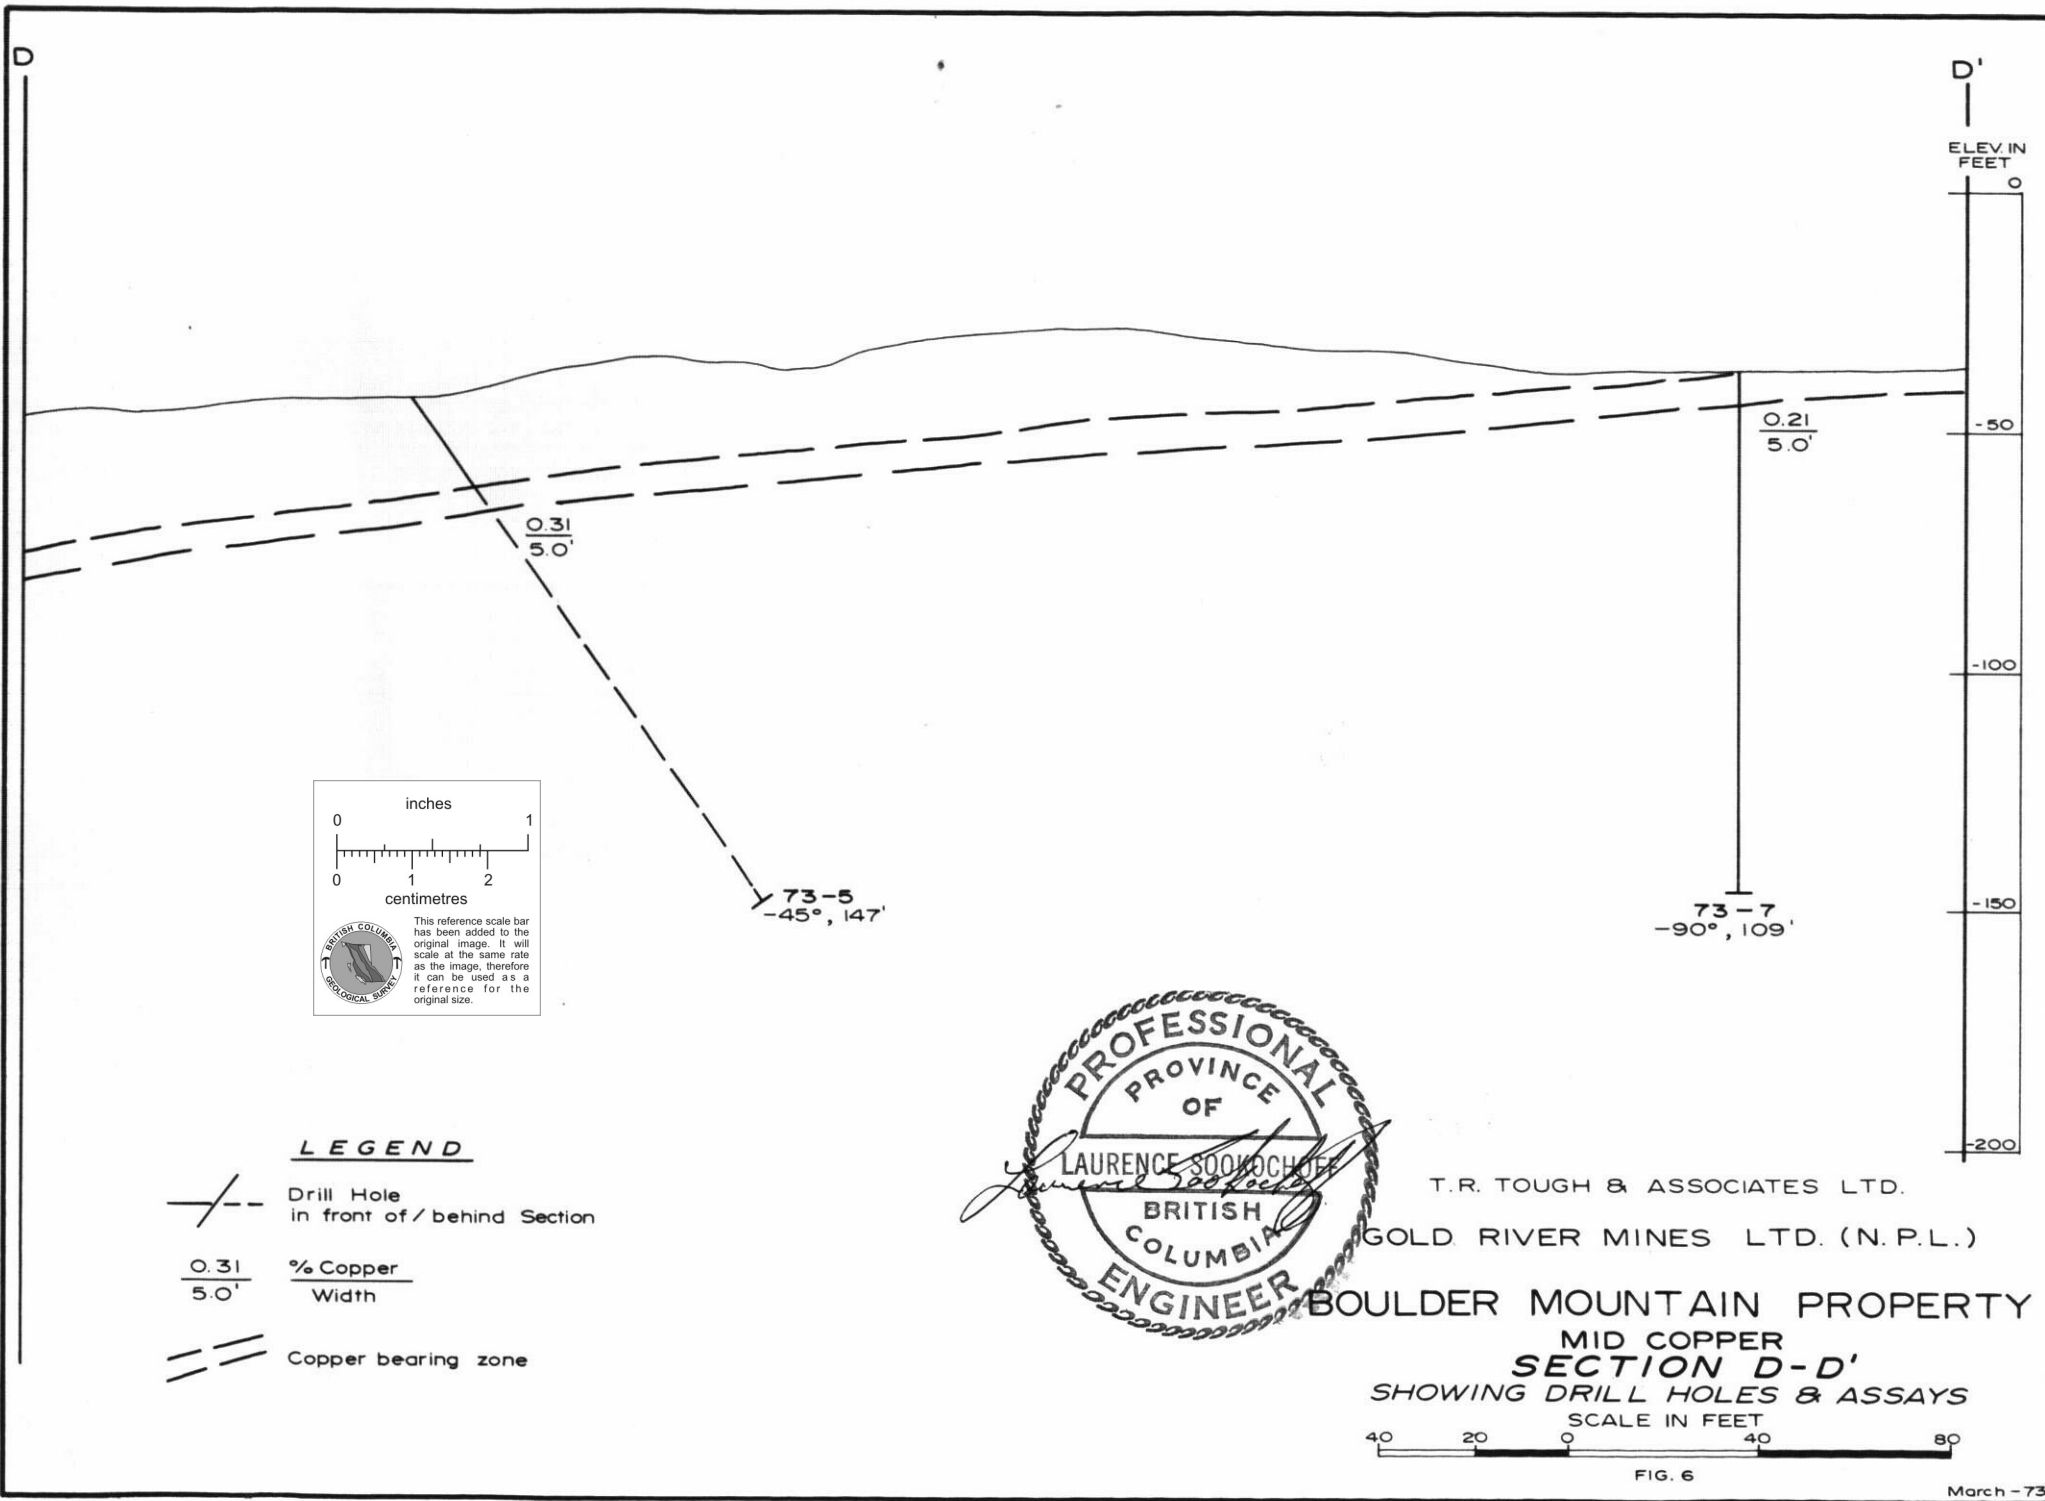 D
D'
ELEV. IN
FEET
0
-50
-100
-150
-200
0.21
5.0'
0.31
5.0'
73-5
-45°, 147'
73-7
-90°, 109'
inches
0 1
0 1 2
centimetres
This reference scale bar
has been added to the
original image. It will
scale at the same rate
as the image, therefore
it can be used as a
reference for the
original size.
BRITISH COLUMBIA
GEOLOGICAL SURVEY
LEGEND
Drill Hole
in front of / behind Section
0.31 % Copper
5.0' Width
Copper bearing zone
PROFESSIONAL
PROVINCE
OF
LAURENCE SOOKOCHOFF
Laurence Sookochoff
BRITISH
COLUMBIA
ENGINEER
T.R. TOUGH & ASSOCIATES LTD.
GOLD RIVER MINES LTD. (N.P.L.)
BOULDER MOUNTAIN PROPERTY
MID COPPER
SECTION D-D'
SHOWING DRILL HOLES & ASSAYS
SCALE IN FEET
40 20 0 40 80
FIG. 6
March-73